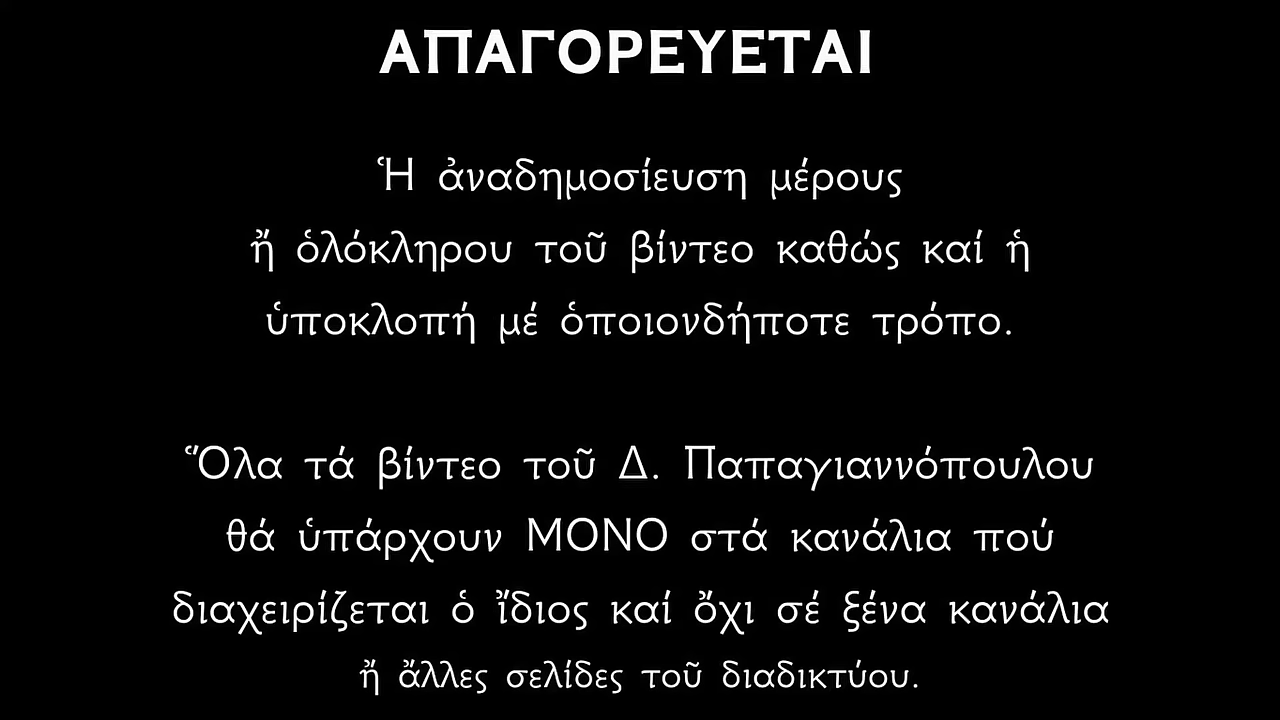 ΑΠΑΓΟΡΕΥΕΤΑΙ
Ἡ ἀναδημοσίευση μέρους
ἤ ὁλόκληρου τοῦ βίντεο καθώς καί ἡ
ὑποκλοπή μέ ὁποιονδήποτε τρόπο.
Ὅλα τά βίντεο τοῦ Δ. Παπαγιαννόπουλου
θά ὑπάρχουν ΜΟΝΟ στά κανάλια πού
διαχειρίζεται ὁ ἴδιος καί ὄχι σέ ξένα κανάλια
ἤ ἄλλες σελίδες τοῦ διαδικτύου.